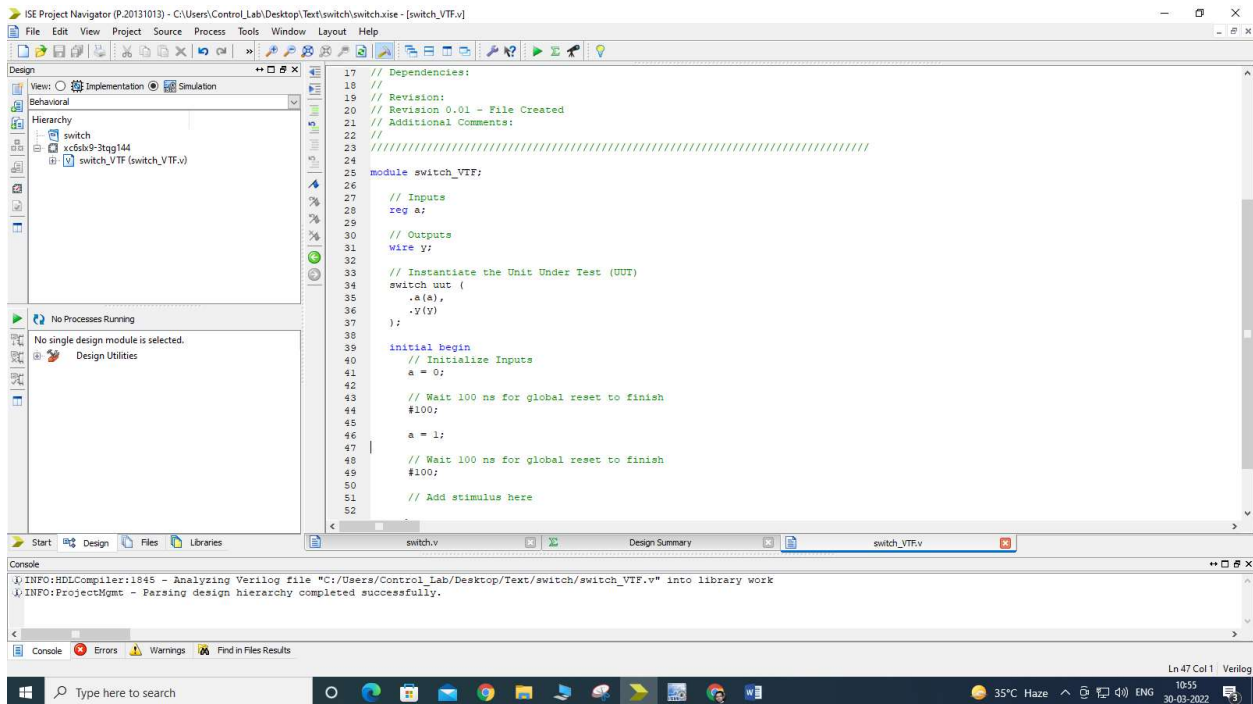 ISE Project Navigator (P.20131013) - C:\Users\Control_Lab\Desktop\Text\switch\switch.xise - [switch_VTF.v]
File Edit View Project Source Process Tools Window Layout Help
Design
View: Implementation Simulation
Behavioral
Hierarchy
switch
xc6slx9-3tqg144
switch_VTF (switch_VTF.v)
No Processes Running
No single design module is selected.
Design Utilities
Start Design Files Libraries
17 // Dependencies:
18 //
19 // Revision:
20 // Revision 0.01 - File Created
21 // Additional Comments:
22 //
23 ////////////////////////////////////////////////////////////////////////////////
24
25 module switch_VTF;
26
27 // Inputs
28 reg a;
29
30 // Outputs
31 wire y;
32
33 // Instantiate the Unit Under Test (UUT)
34 switch uut (
35 .a(a),
36 .y(y)
37 );
38
39 initial begin
40 // Initialize Inputs
41 a = 0;
42
43 // Wait 100 ns for global reset to finish
44 #100;
45
46 a = 1;
47
48 // Wait 100 ns for global reset to finish
49 #100;
50
51 // Add stimulus here
52
switch.v Design Summary switch_VTF.v
Console
INFO:HDLCompiler:1845 - Analyzing Verilog file "C:/Users/Control_Lab/Desktop/Text/switch/switch_VTF.v" into library work
INFO:ProjectMgmt - Parsing design hierarchy completed successfully.
Console Errors Warnings Find in Files Results
Ln 47 Col 1 Verilog
Type here to search
35°C Haze ENG
10:55
30-03-2022
3